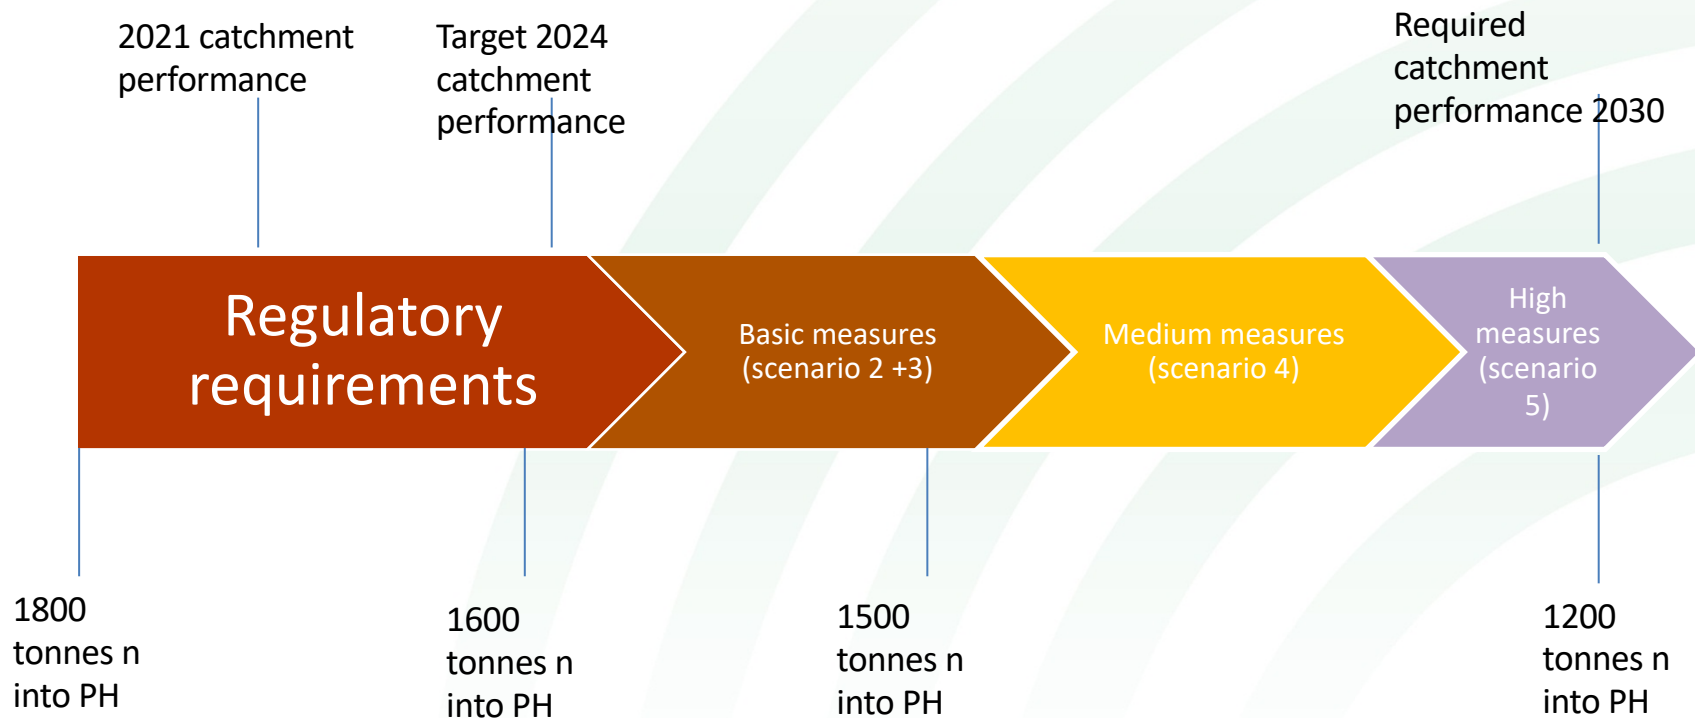 2021 catchment
performance
Target 2024
catchment
performance
Required
catchment
performance 2030
Regulatory
requirements
Basic measures
(scenario 2 +3)
Medium measures
(scenario 4)
High
measures
(scenario
5)
1800
tonnes n
into PH
1600
tonnes n
into PH
1500
tonnes n
into PH
1200
tonnes n
into PH